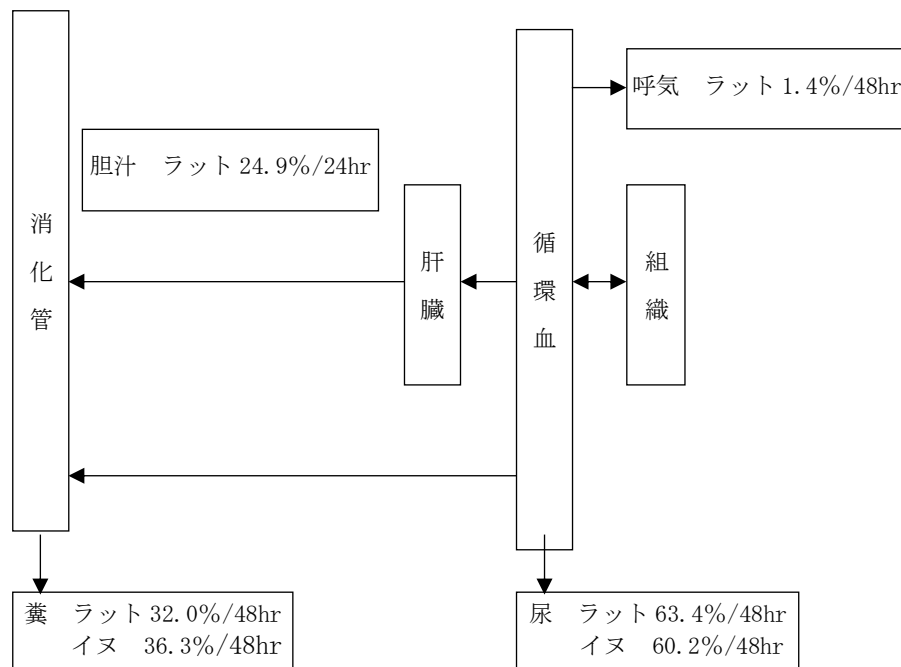 呼気　ラット 1.4%/48hr
胆汁　ラット 24.9%/24hr
消化管
肝臓
循環血
組織
糞　ラット 32.0%/48hr
イヌ　36.3%/48hr
尿　ラット 63.4%/48hr
イヌ　60.2%/48hr